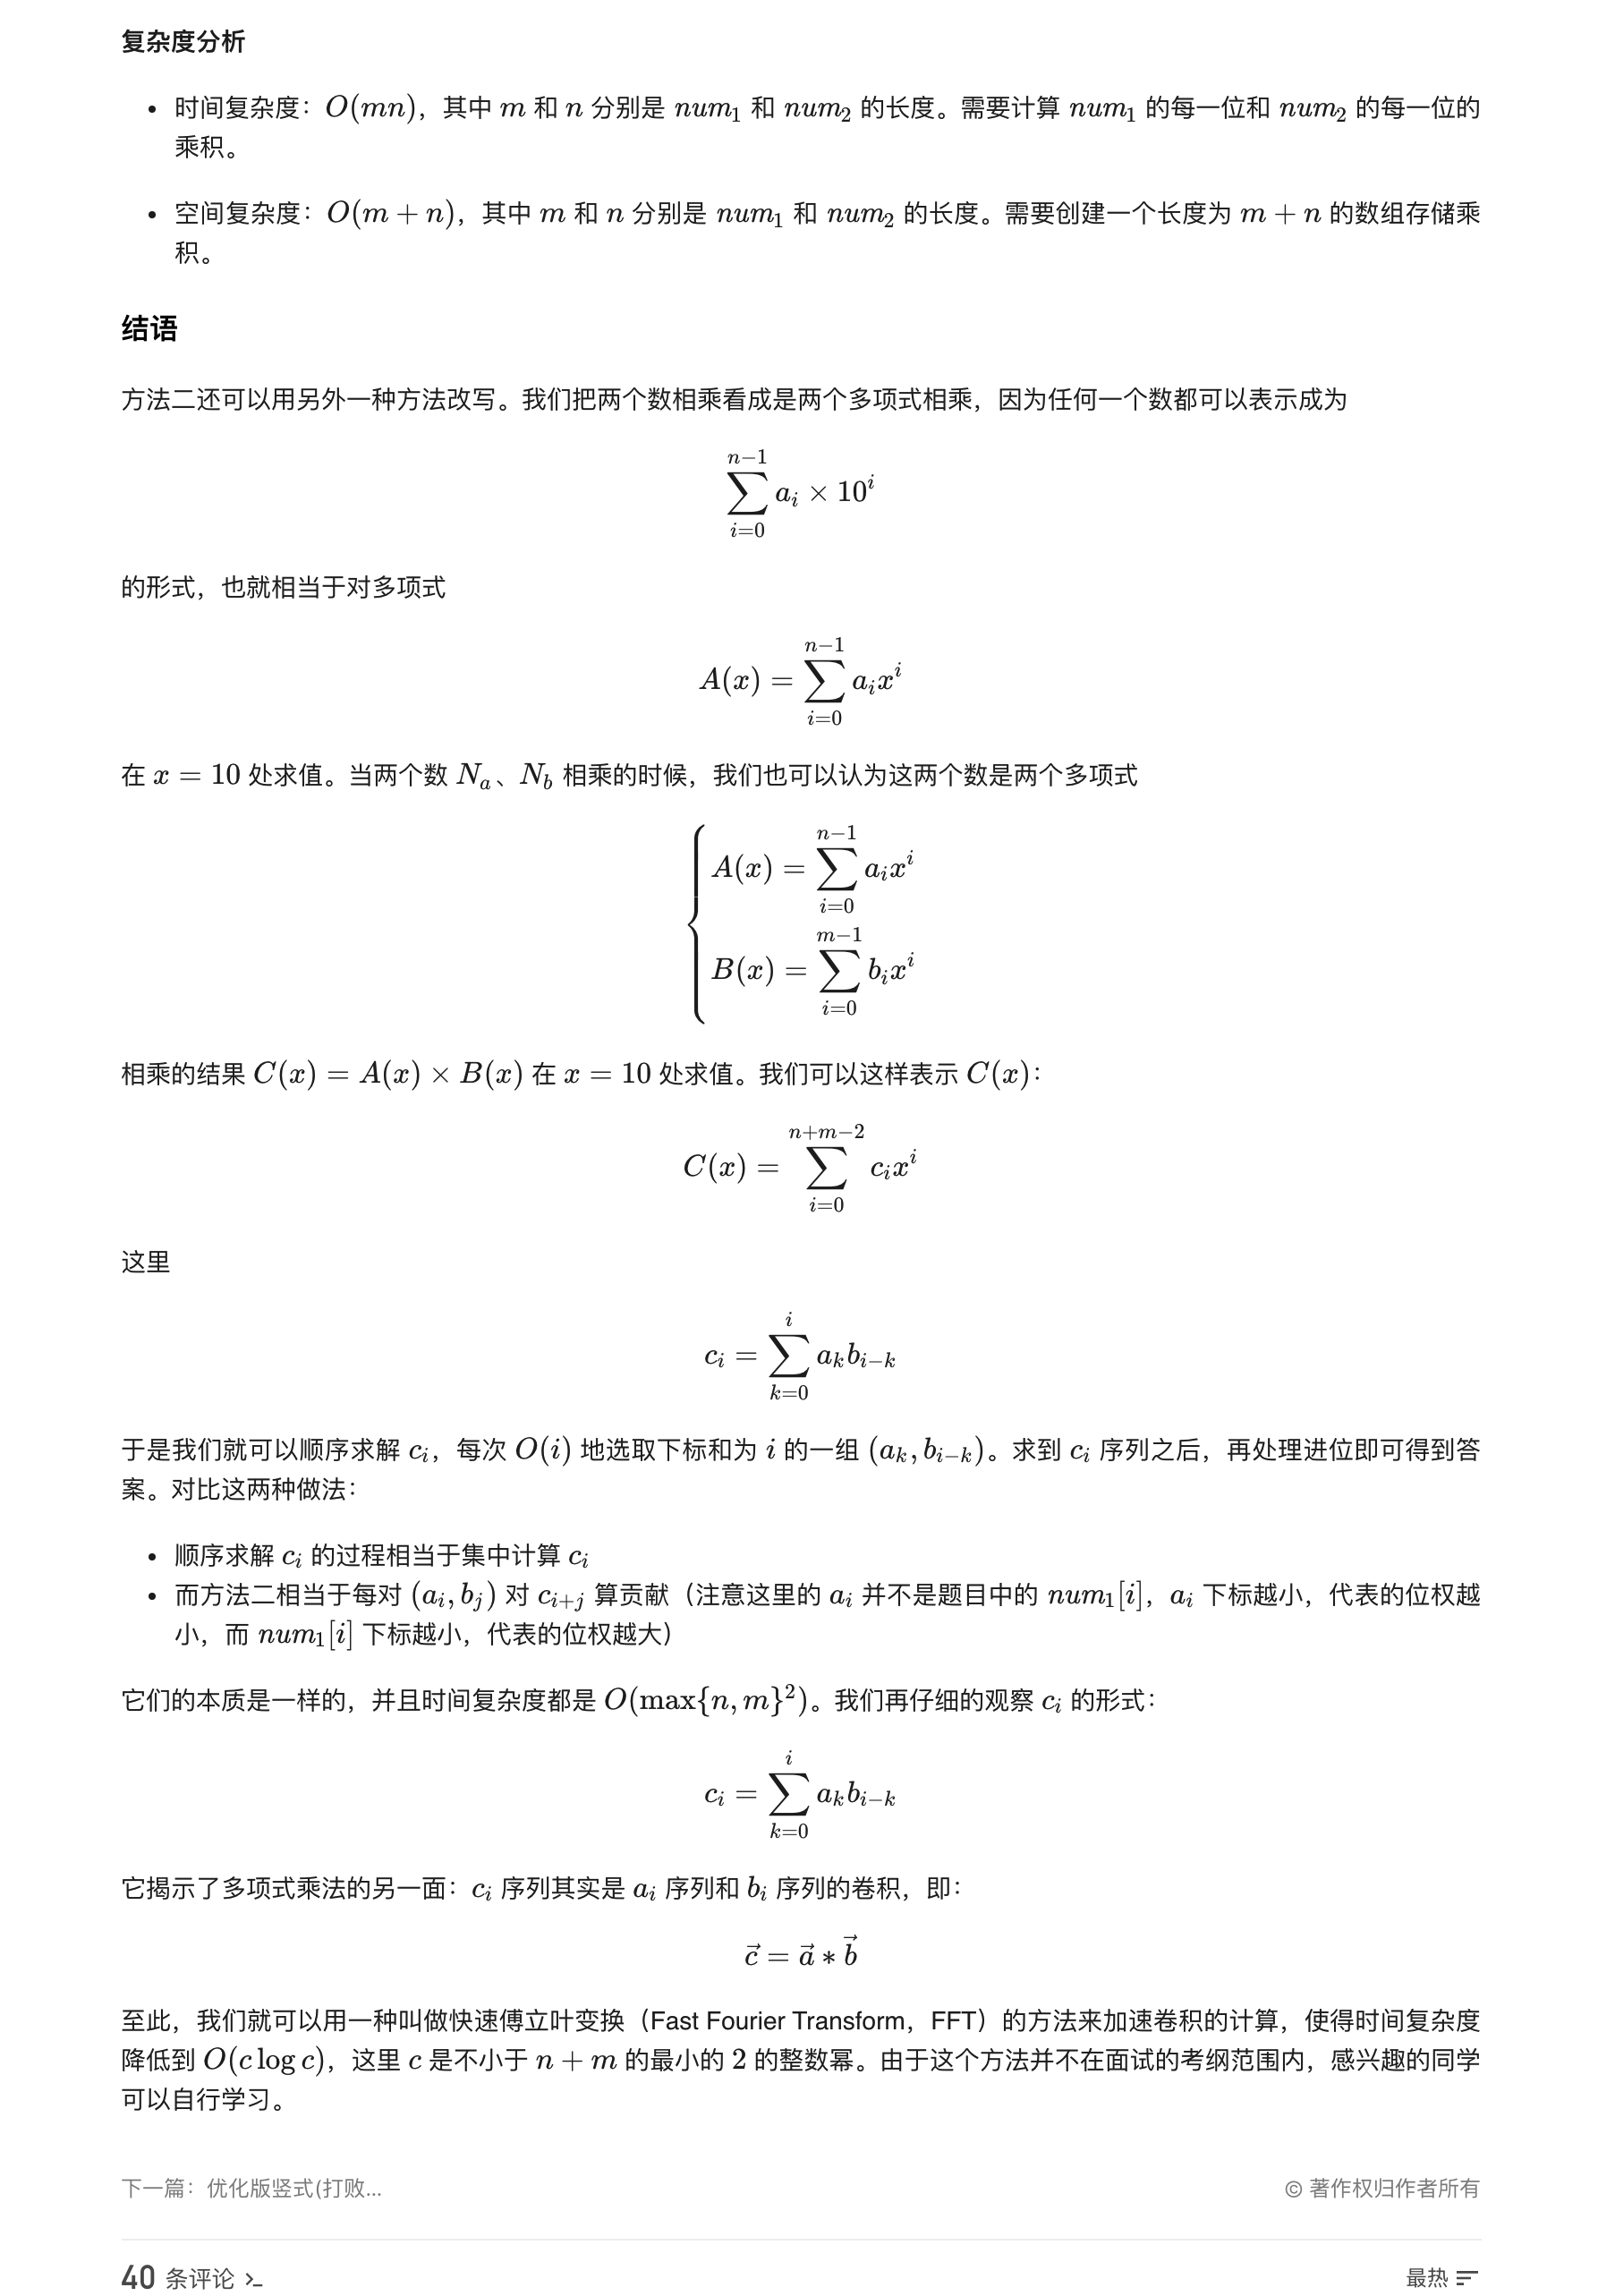 复杂度分析
• 时间复杂度：O(mn)，其中 m 和 n 分别是 num₁ 和 num₂ 的长度。需要计算 num₁ 的每一位和 num₂ 的每一位的
乘积。
• 空间复杂度：O(m + n)，其中 m 和 n 分别是 num₁ 和 num₂ 的长度。需要创建一个长度为 m + n 的数组存储乘
积。
结语
方法二还可以用另外一种方法改写。我们把两个数相乘看成是两个多项式相乘，因为任何一个数都可以表示成为
\sum_{i=0}^{n-1} a_i \times 10^i
的形式，也就相当于对多项式
A(x) = \sum_{i=0}^{n-1} a_i x^i
在 x = 10 处求值。当两个数 N_a、N_b 相乘的时候，我们也可以认为这两个数是两个多项式
A(x) = \sum_{i=0}^{n-1} a_i x^i
B(x) = \sum_{i=0}^{m-1} b_i x^i
相乘的结果 C(x) = A(x) × B(x) 在 x = 10 处求值。我们可以这样表示 C(x)：
C(x) = \sum_{i=0}^{n+m-2} c_i x^i
这里
c_i = \sum_{k=0}^{i} a_k b_{i-k}
于是我们就可以顺序求解 c_i，每次 O(i) 地选取下标和为 i 的一组 (a_k, b_{i-k})。求到 c_i 序列之后，再处理进位即可得到答
案。对比这两种做法：
• 顺序求解 c_i 的过程相当于集中计算 c_i
• 而方法二相当于每对 (a_i, b_j) 对 c_{i+j} 算贡献（注意这里的 a_i 并不是题目中的 num₁[i]，a_i 下标越小，代表的位权越
小，而 num₁[i] 下标越小，代表的位权越大）
它们的本质是一样的，并且时间复杂度都是 O(max{n, m}²)。我们再仔细的观察 c_i 的形式：
c_i = \sum_{k=0}^{i} a_k b_{i-k}
它揭示了多项式乘法的另一面：c_i 序列其实是 a_i 序列和 b_i 序列的卷积，即：
\vec{c} = \vec{a} * \vec{b}
至此，我们就可以用一种叫做快速傅立叶变换（Fast Fourier Transform，FFT）的方法来加速卷积的计算，使得时间复杂度
降低到 O(c log c)，这里 c 是不小于 n + m 的最小的 2 的整数幂。由于这个方法并不在面试的考纲范围内，感兴趣的同学
可以自行学习。
下一篇：优化版竖式(打败... © 著作权归作者所有
40 条评论 最热